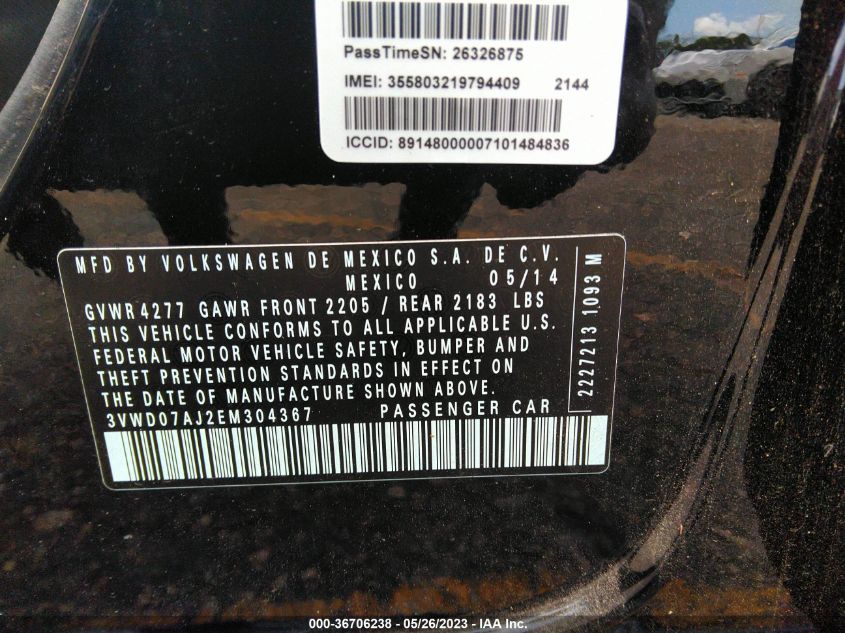 PassTimeSN: 26326875
IMEI: 355803219794409 2144
ICCID: 89148000007101484836
MFD BY VOLKSWAGEN DE MEXICO S.A. DE C.V.
MEXICO 05/14
GVWR 4277 GAWR FRONT 2205 / REAR 2183 LBS
THIS VEHICLE CONFORMS TO ALL APPLICABLE U.S.
FEDERAL MOTOR VEHICLE SAFETY, BUMPER AND
THEFT PREVENTION STANDARDS IN EFFECT ON
THE DATE OF MANUFACTURE SHOWN ABOVE.
3VWD07AJ2EM304367 PASSENGER CAR
2227213 1.093 M
000-36706238 - 05/26/2023 - IAA Inc.